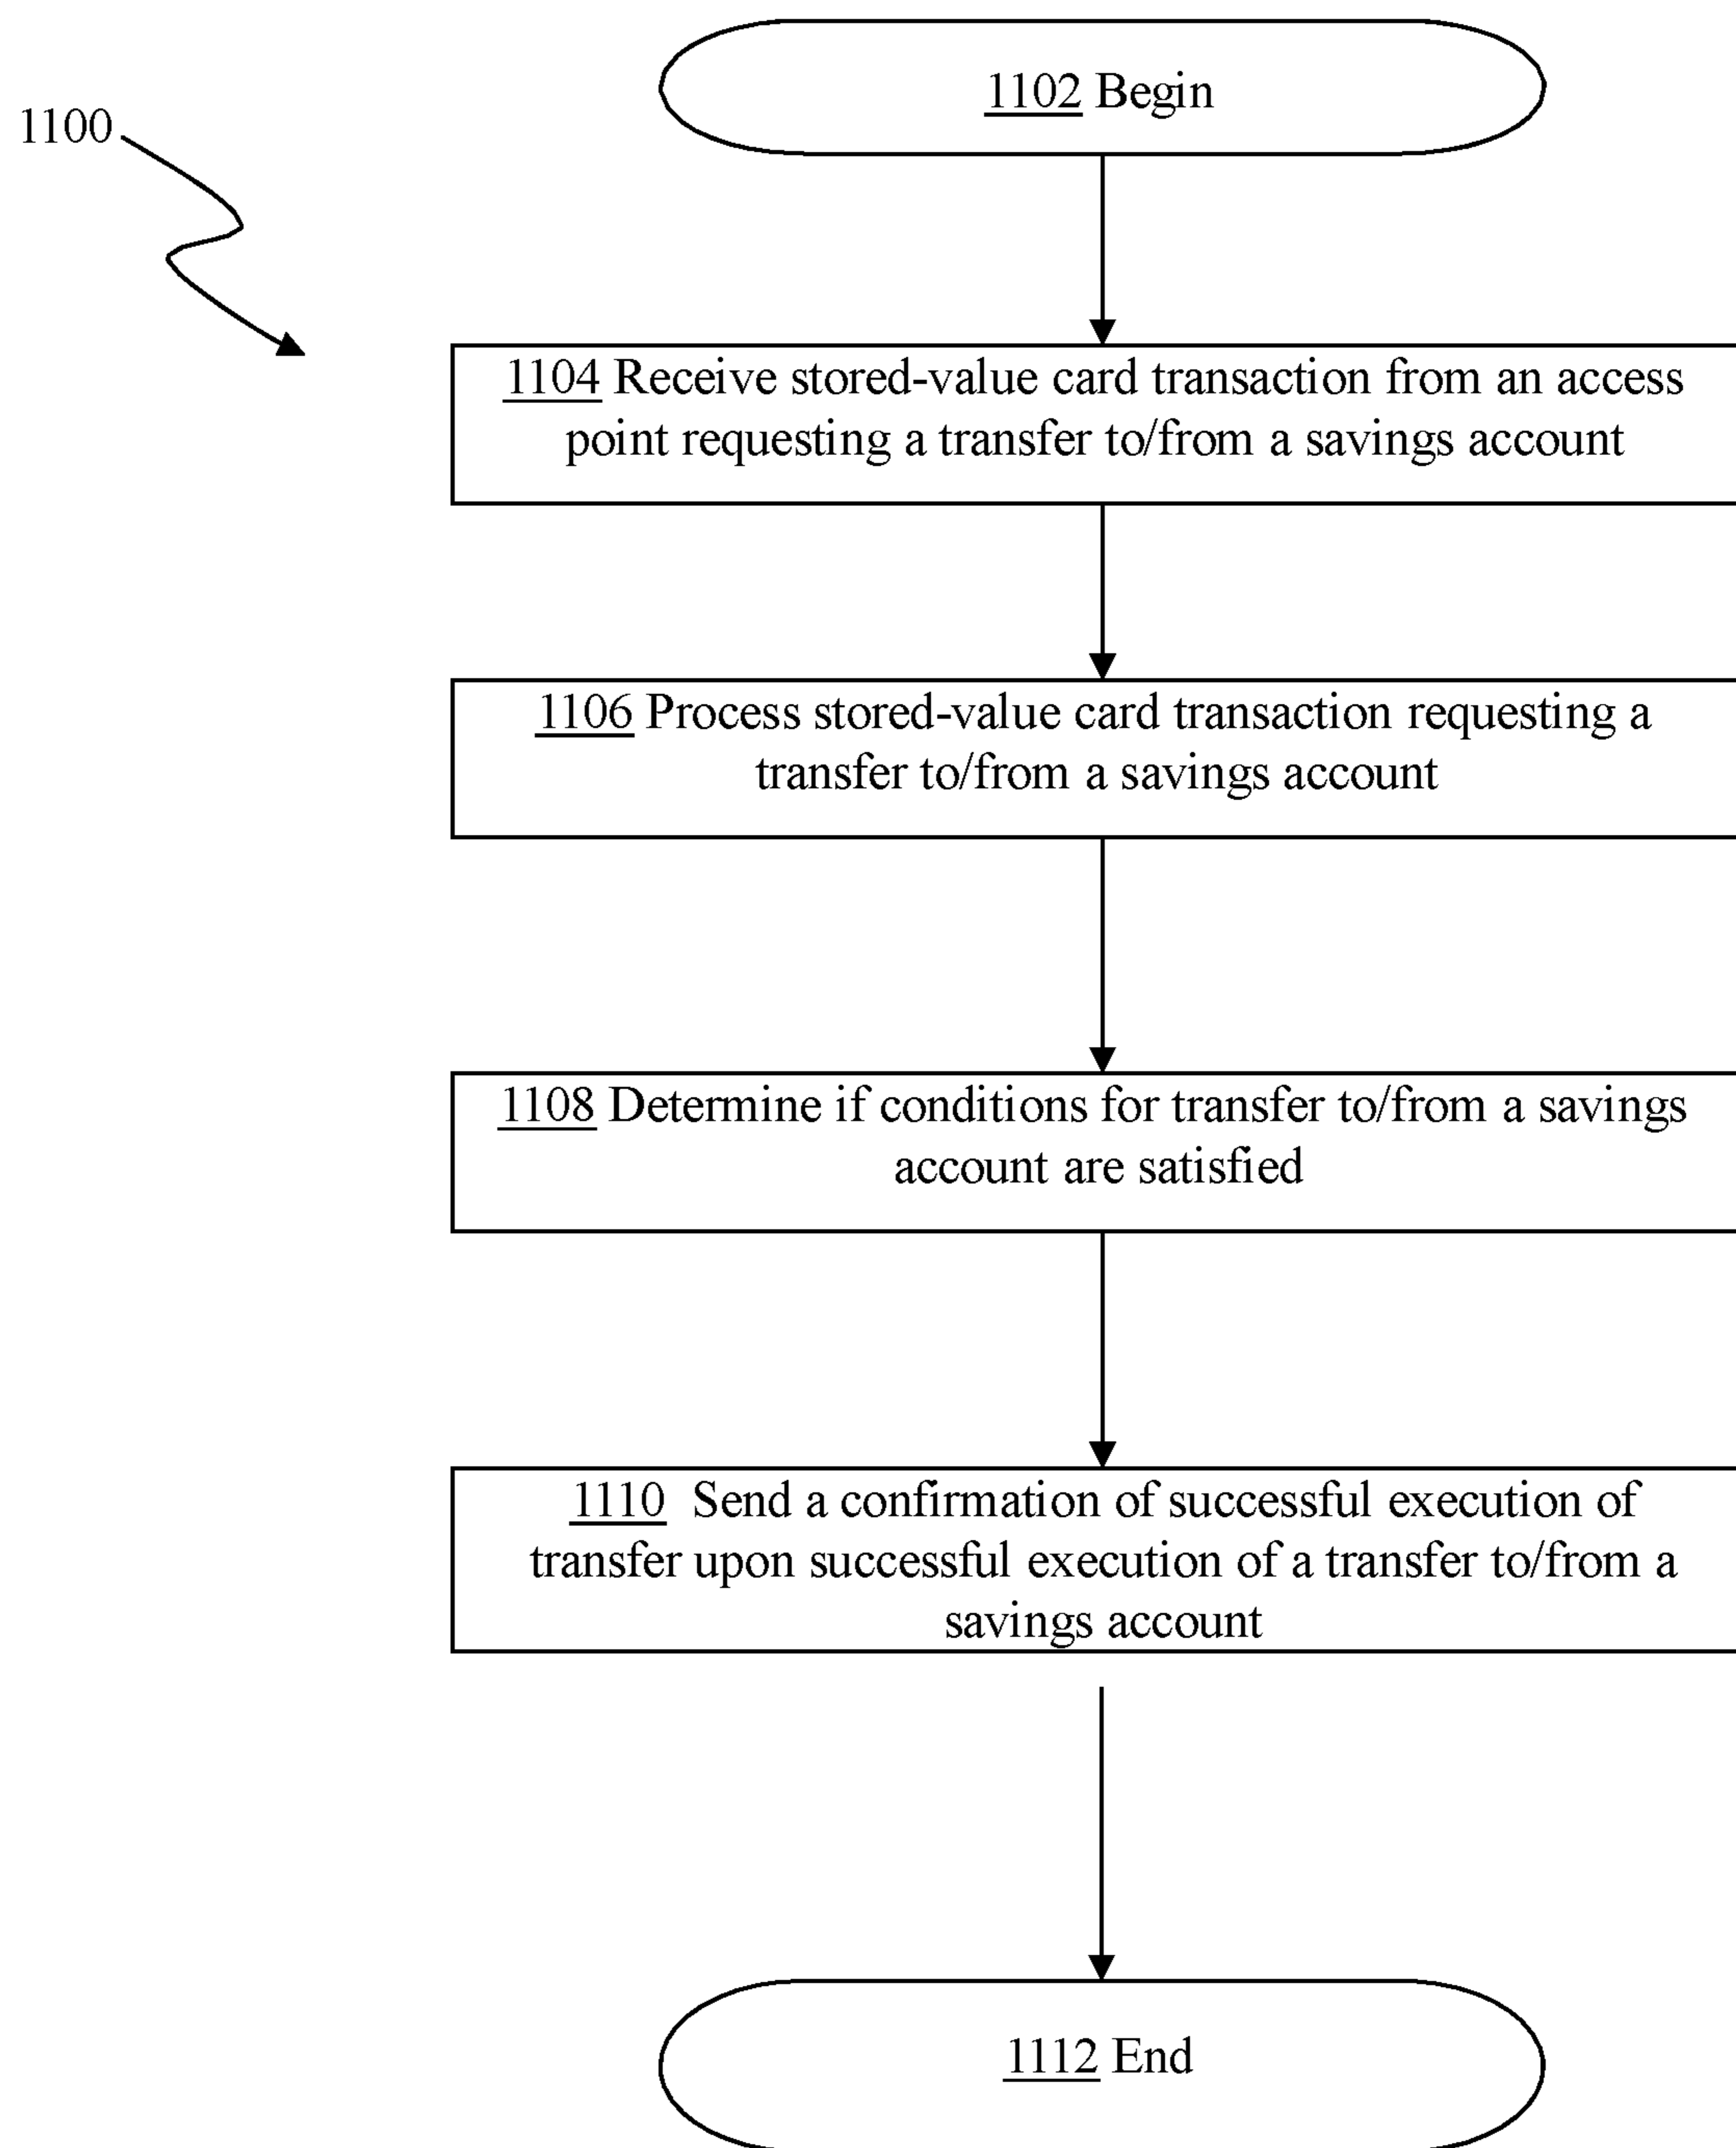 1102 Begin
1100
1104 Receive stored-value card transaction from an access
point requesting a transfer to/from a savings account
1106 Process stored-value card transaction requesting a
transfer to/from a savings account
1108 Determine if conditions for transfer to/from a savings
account are satisfied
1110 Send a confirmation of successful execution of
transfer upon successful execution of a transfer to/from a
savings account
1112 End